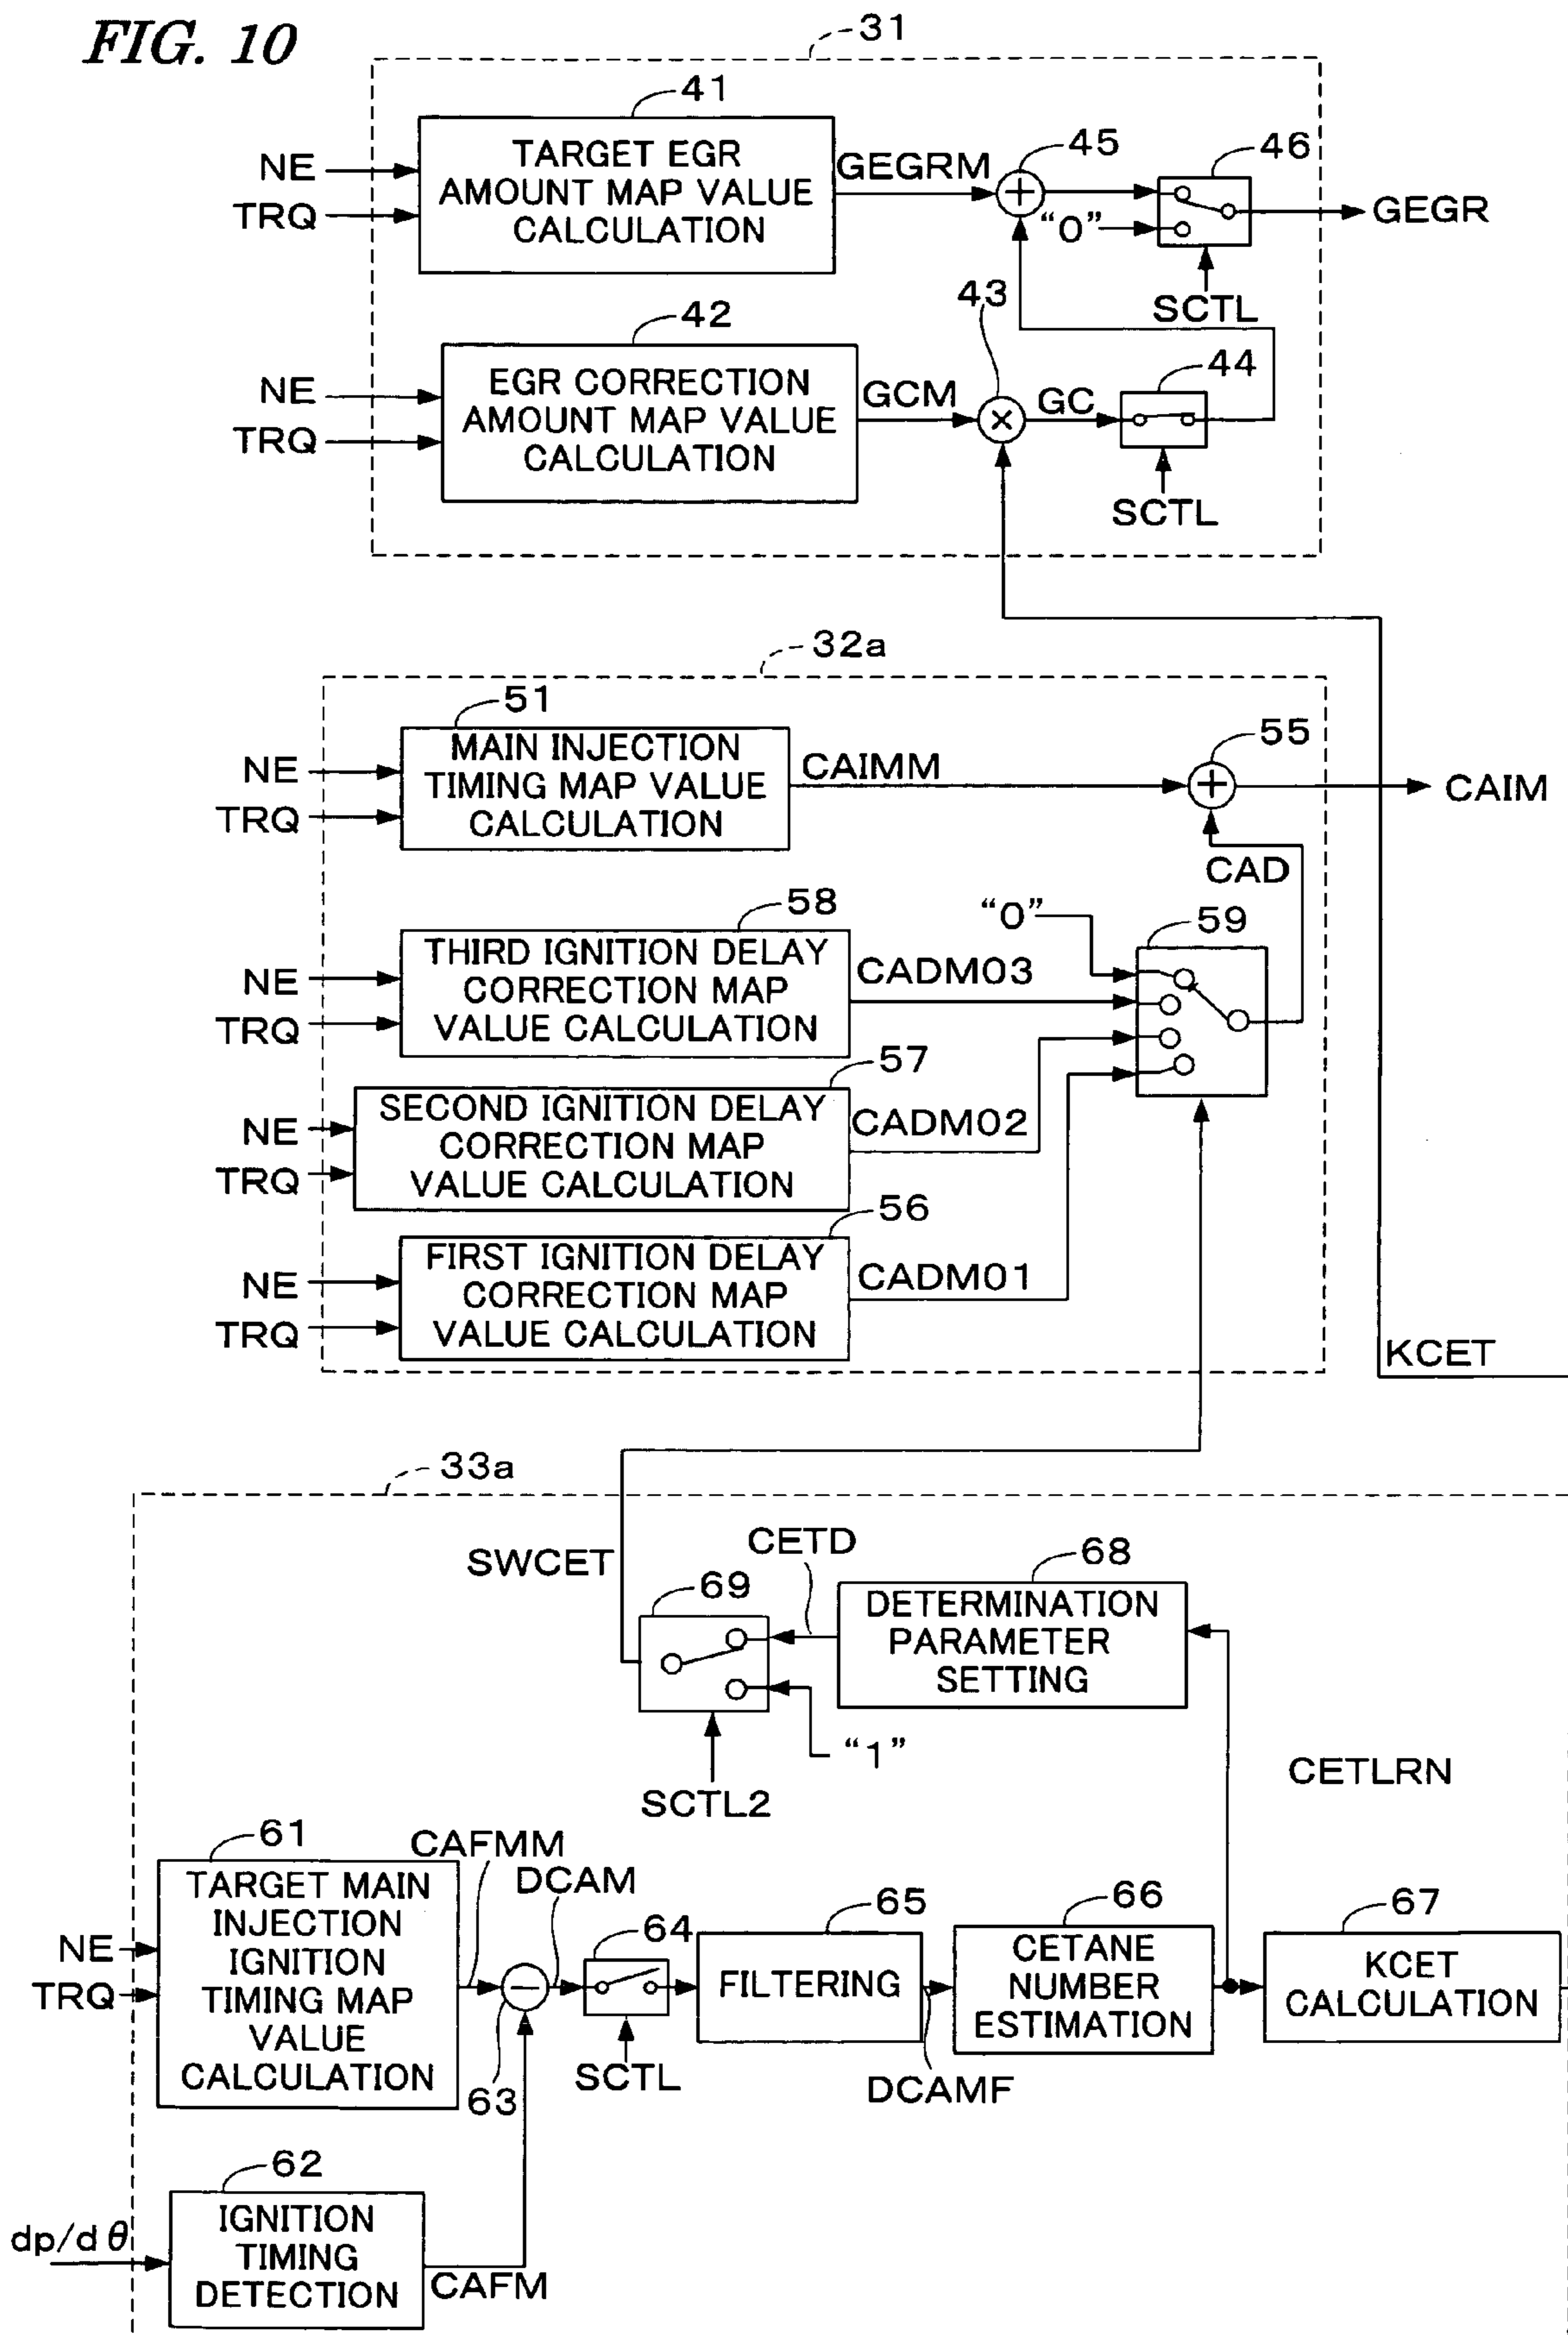 FIG. 10
31
41
NE
TRQ
TARGET EGR
AMOUNT MAP VALUE
CALCULATION
GEGRM
45
46
"0"
GEGR
SCTL
42
NE
TRQ
EGR CORRECTION
AMOUNT MAP VALUE
CALCULATION
GCM
43
GC
44
SCTL
32a
51
NE
TRQ
MAIN INJECTION
TIMING MAP VALUE
CALCULATION
CAIMM
55
CAIM
CAD
58
NE
TRQ
THIRD IGNITION DELAY
CORRECTION MAP
VALUE CALCULATION
CADM03
"0"
59
57
NE
TRQ
SECOND IGNITION DELAY
CORRECTION MAP
VALUE CALCULATION
CADM02
56
NE
TRQ
FIRST IGNITION DELAY
CORRECTION MAP
VALUE CALCULATION
CADM01
KCET
33a
SWCET
CETD
68
69
DETERMINATION
PARAMETER
SETTING
"1"
SCTL2
CETLRN
61
NE
TRQ
TARGET MAIN
INJECTION
IGNITION
TIMING MAP
VALUE
CALCULATION
CAFMM
DCAM
63
64
SCTL
65
FILTERING
DCAMF
66
CETANE
NUMBER
ESTIMATION
67
KCET
CALCULATION
62
dp/d θ
IGNITION
TIMING
DETECTION
CAFM